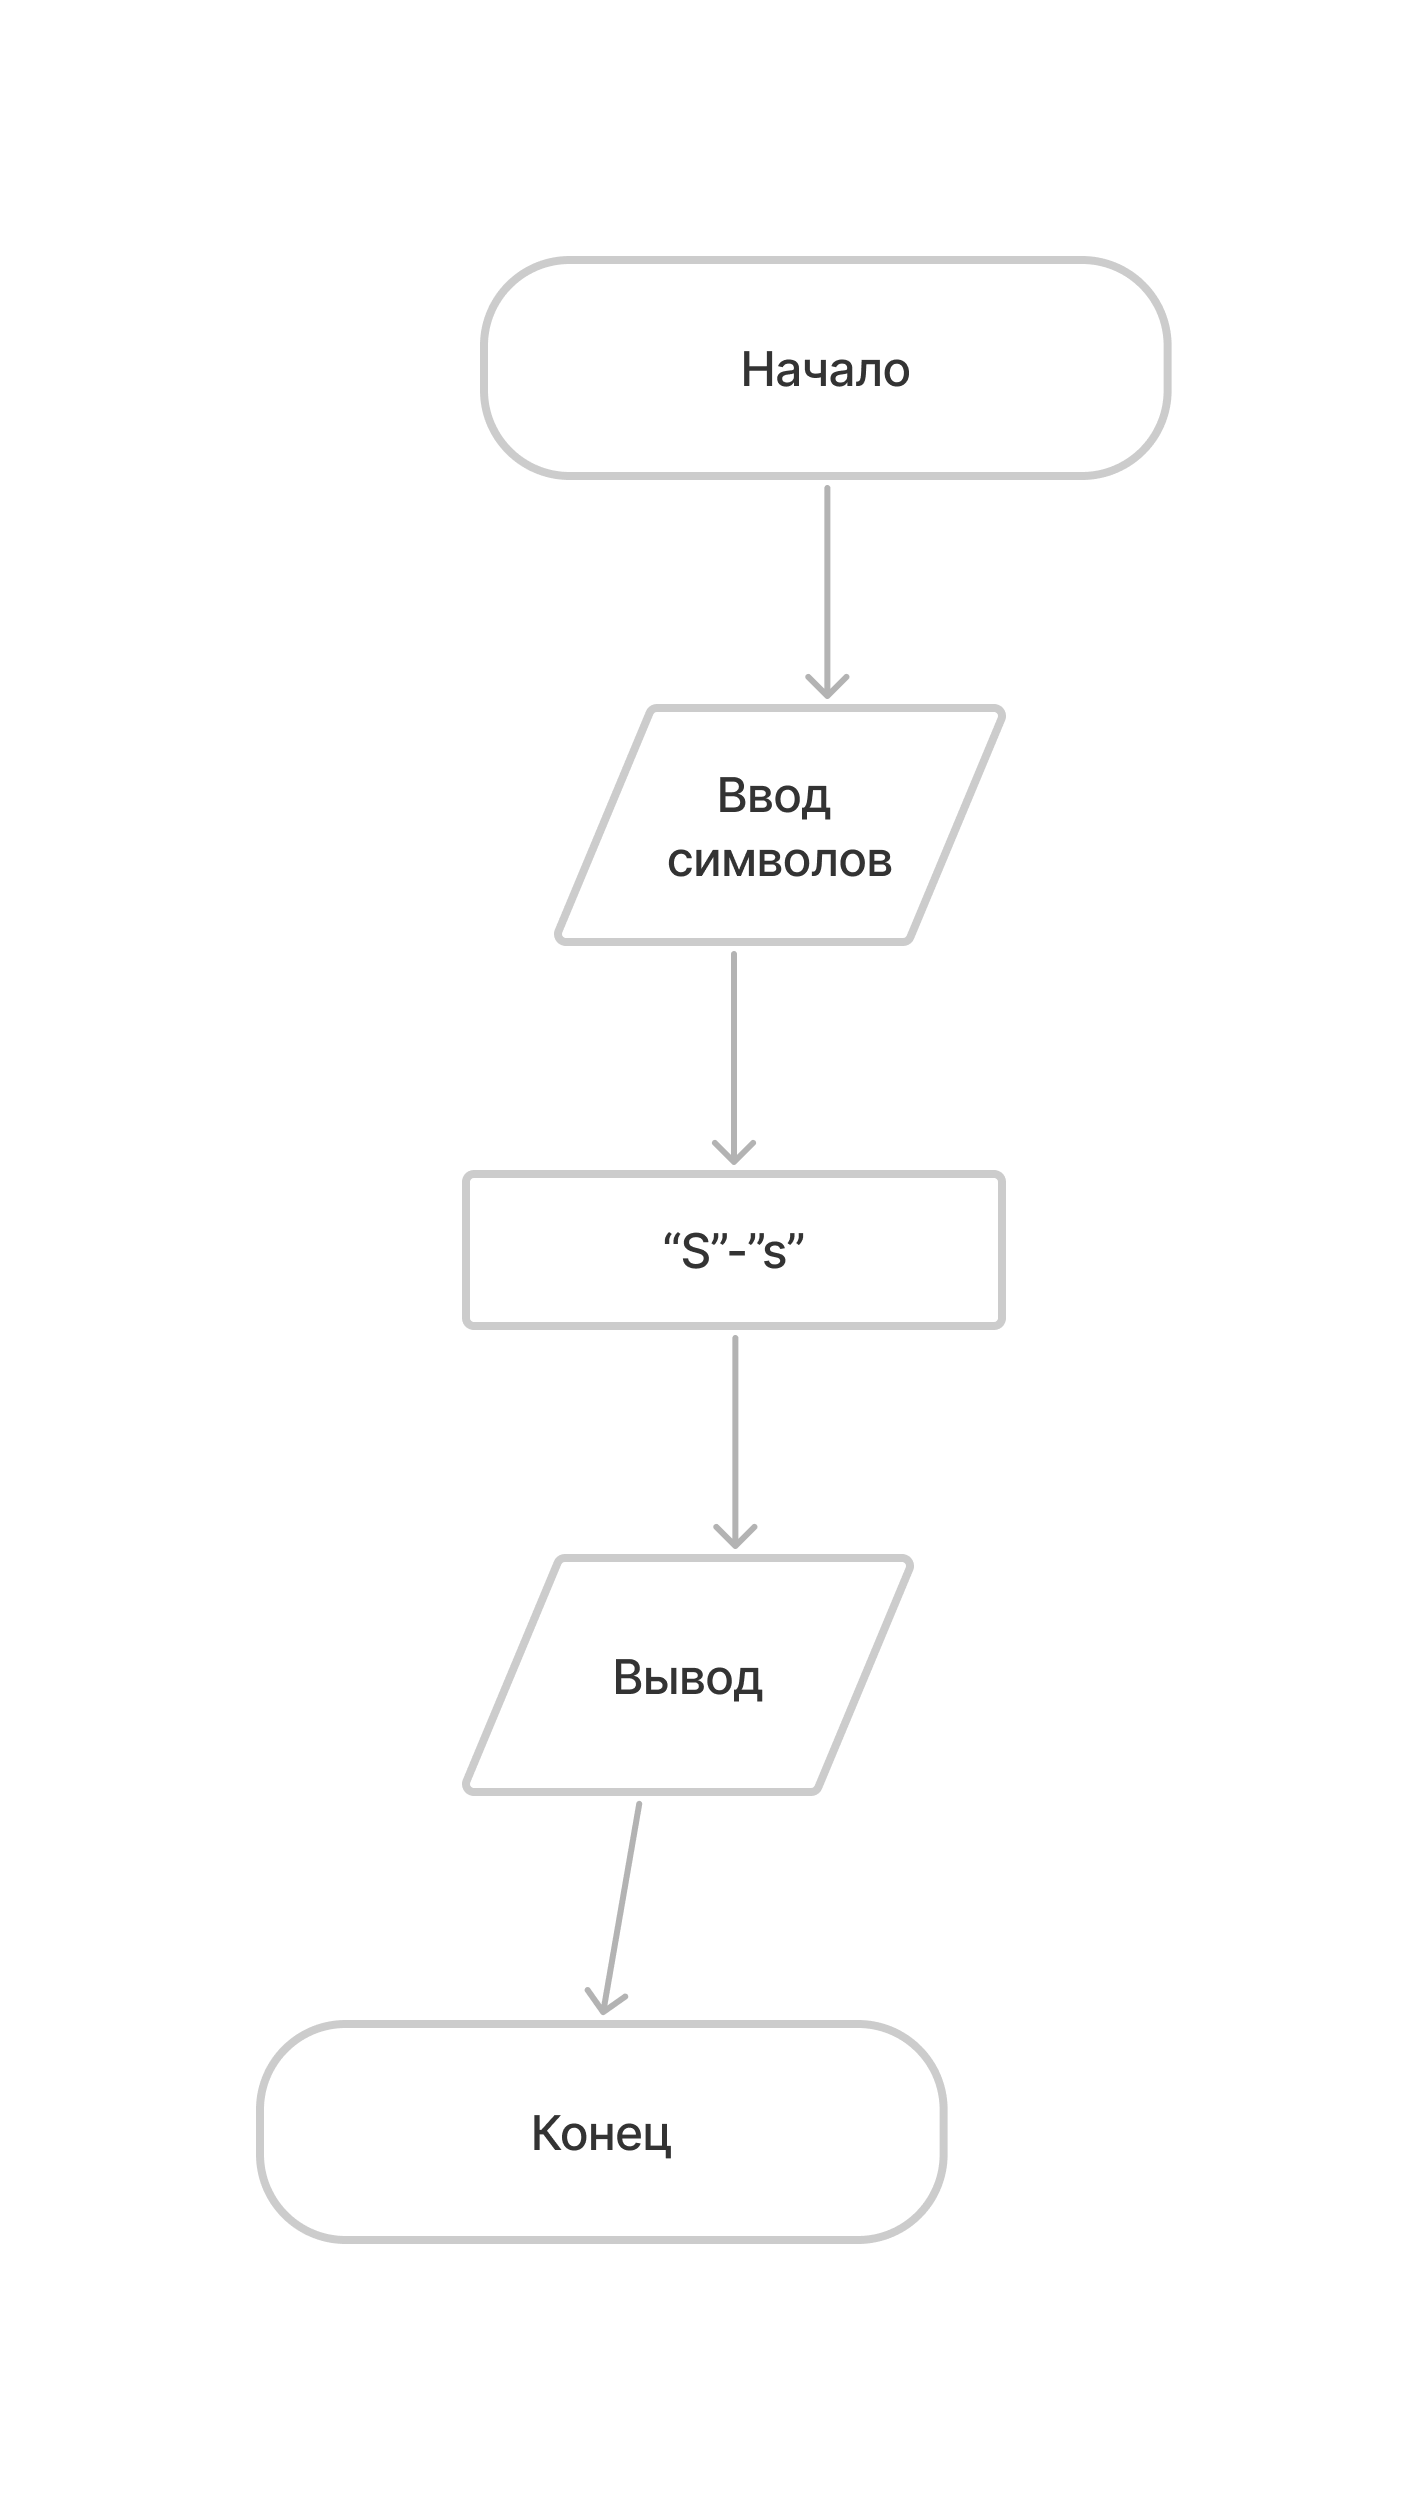 Начало
Ввод
символов
“S”-”s”
Вывод
Конец